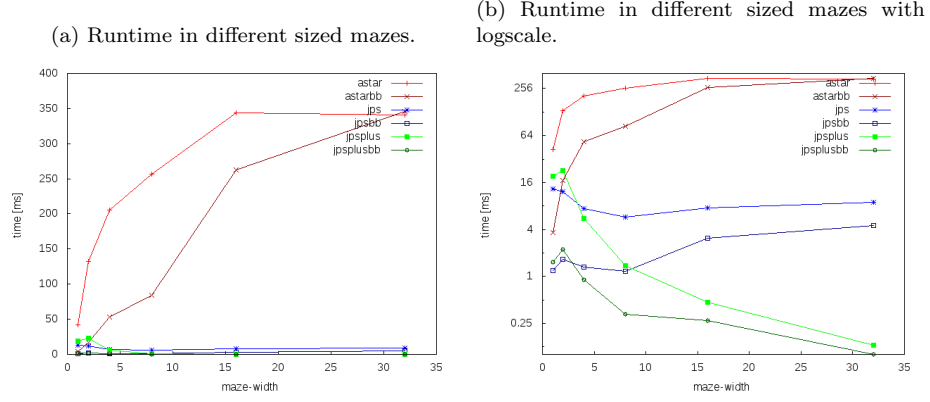 (a) Runtime in different sized mazes.
(b) Runtime in different sized mazes with
logscale.
400
350
300
250
200
150
100
50
0
time [ms]
0 5 10 15 20 25 30 35
maze-width
astar
astarbb
jps
jpsbb
jpsplus
jpsplusbb
256
64
16
4
1
0.25
time [ms]
0 5 10 15 20 25 30 35
maze-width
astar
astarbb
jps
jpsbb
jpsplus
jpsplusbb